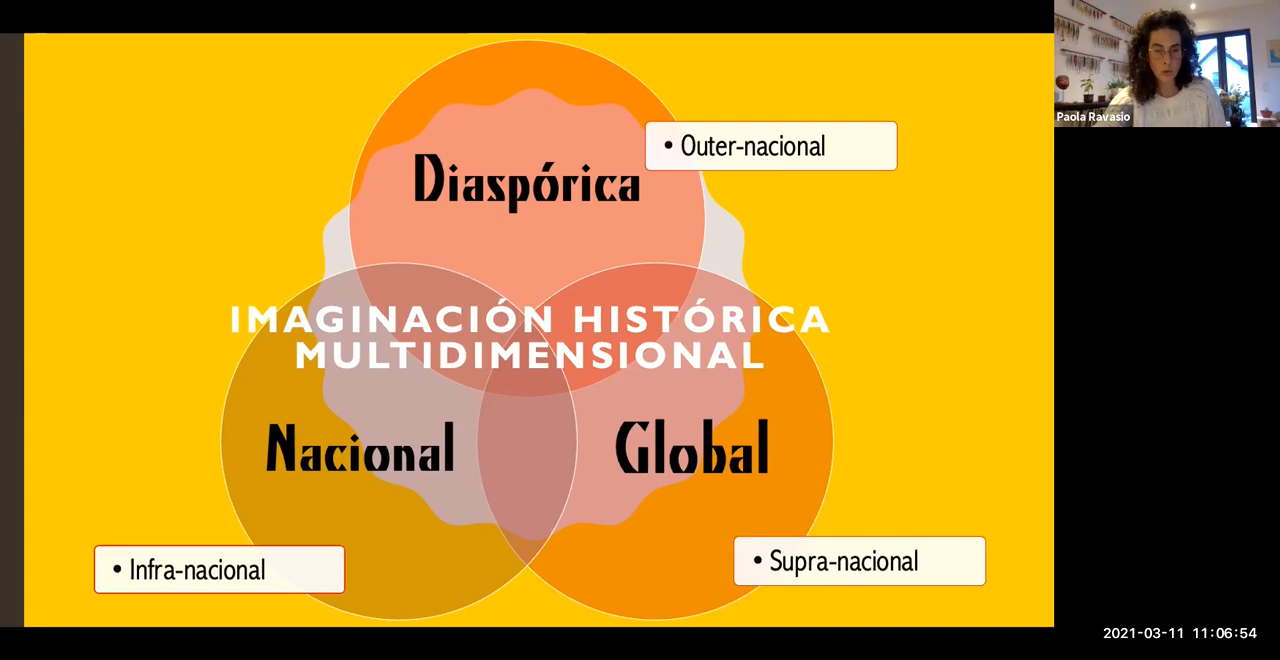 Paola Ravasio
• Outer-nacional
Diaspórica
IMAGINACIÓN HISTÓRICA
MULTIDIMENSIONAL
Nacional
Global
• Infra-nacional
• Supra-nacional
2021-03-11 11:06:54